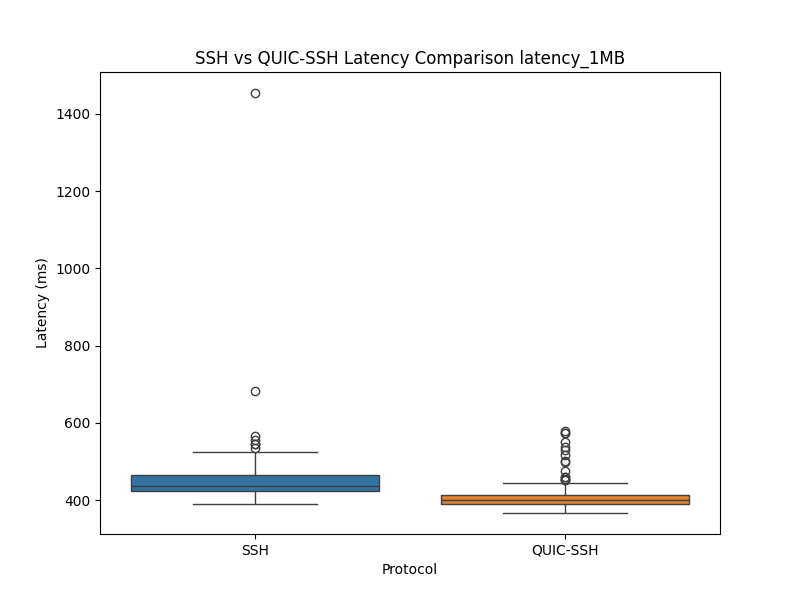 SSH vs QUIC-SSH Latency Comparison latency_1MB
1400
1200
1000
800
600
400
Latency (ms)
SSH
QUIC-SSH
Protocol